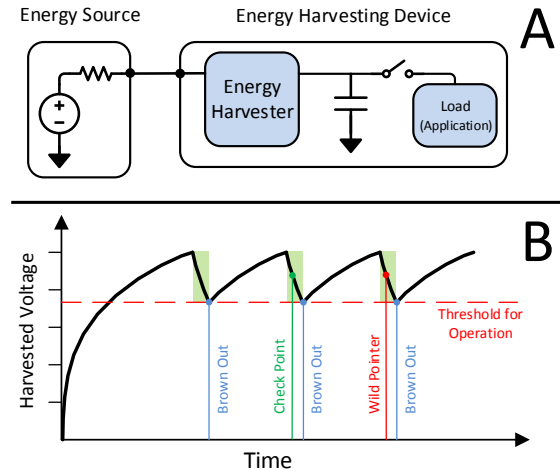 Energy Source
Energy Harvesting Device
A
+
−
Energy
Harvester
Load
(Application)
B
Harvested Voltage
Threshold for
Operation
Brown Out
Check Point
Brown Out
Wild Pointer
Brown Out
Time